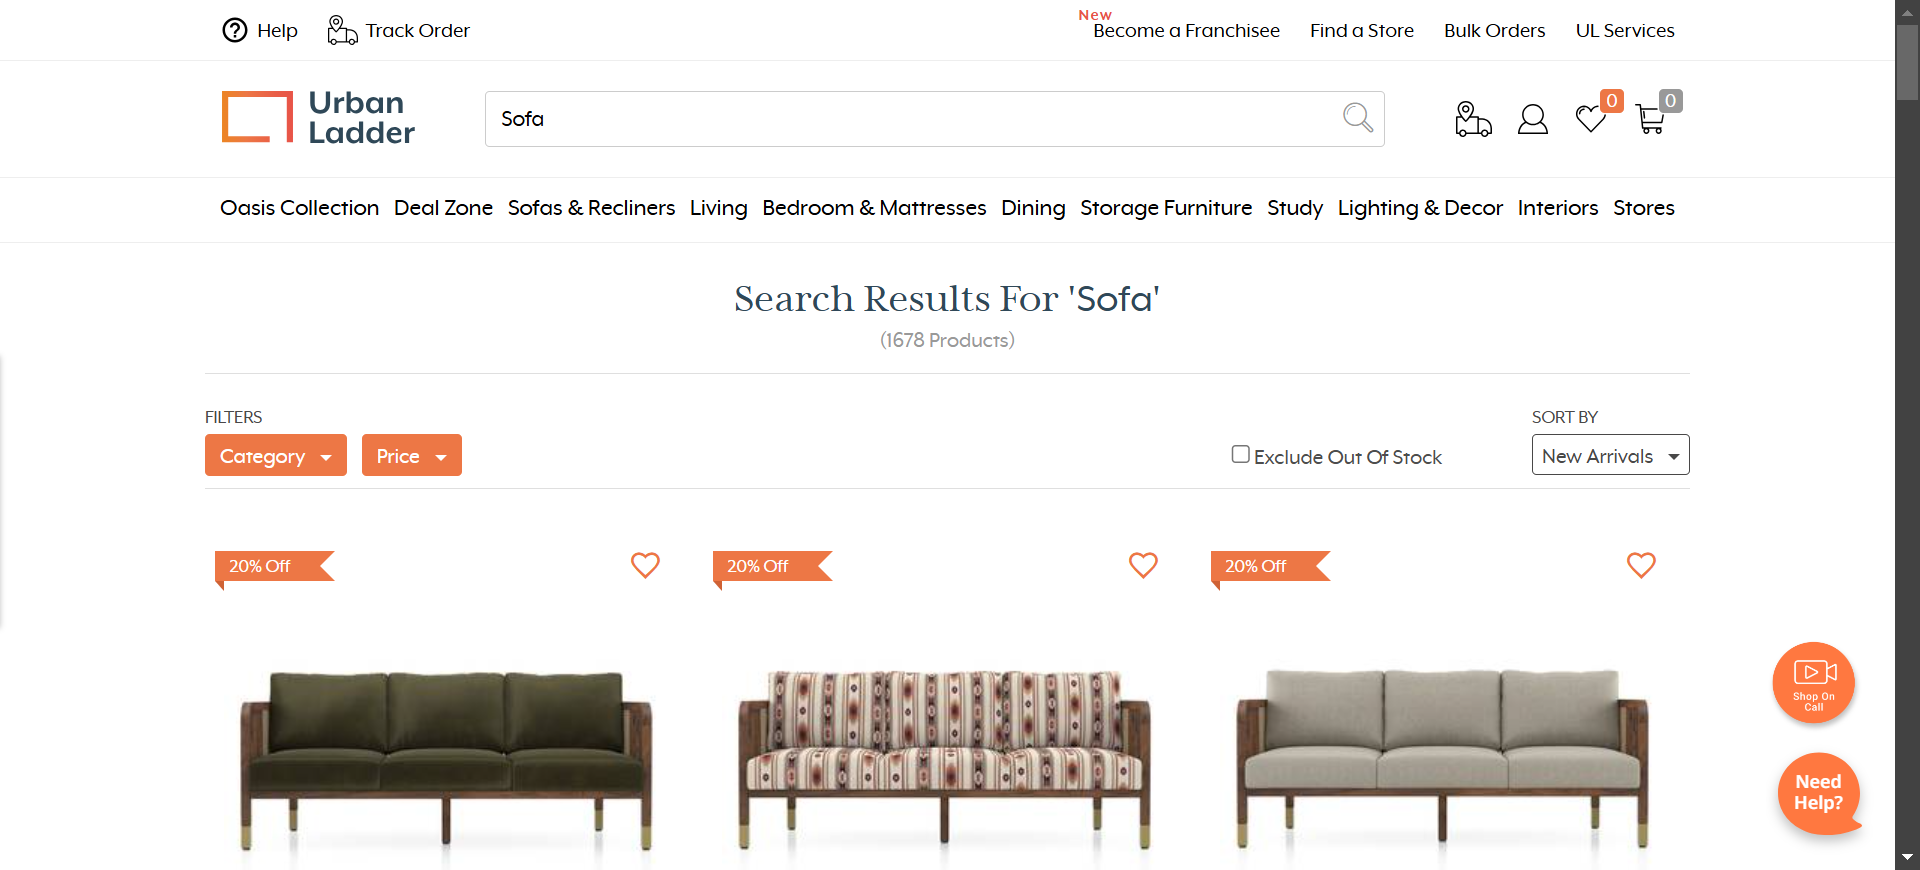 Help
Track Order
New
Become a Franchisee
Find a Store
Bulk Orders
UL Services
Urban
Ladder
Sofa
0
0
Oasis Collection
Deal Zone
Sofas & Recliners
Living
Bedroom & Mattresses
Dining
Storage Furniture
Study
Lighting & Decor
Interiors
Stores
Search Results For 'Sofa'
(1678 Products)
FILTERS
SORT BY
Category
Price
Exclude Out Of Stock
New Arrivals
20% Off
20% Off
20% Off
Shop On
Call
Need
Help?